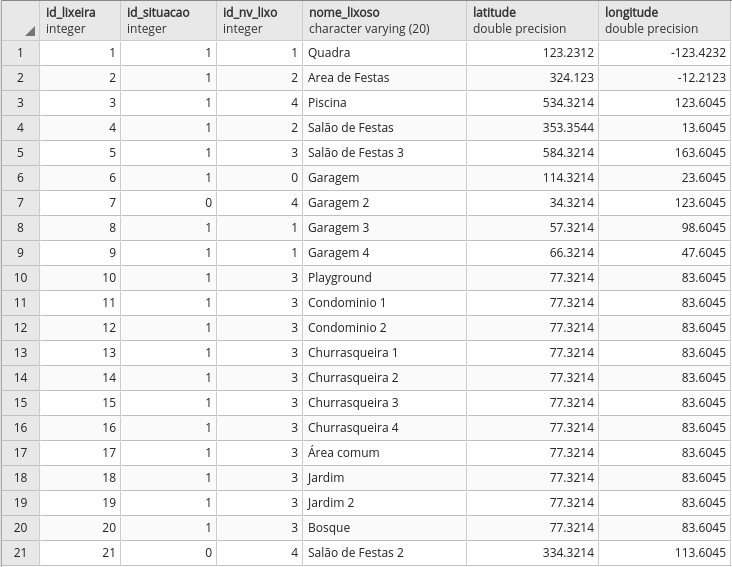 id_lixeira id_situacao id_nv_lixo nome_lixoso latitude longitude
integer integer integer character varying (20) double precision double precision
1 1 1 1 Quadra 123.2312 -123.4232
2 2 1 2 Area de Festas 324.123 -12.2123
3 3 1 4 Piscina 534.3214 123.6045
4 4 1 2 Salão de Festas 353.3544 13.6045
5 5 1 3 Salão de Festas 3 584.3214 163.6045
6 6 1 0 Garagem 114.3214 23.6045
7 7 0 4 Garagem 2 34.3214 123.6045
8 8 1 1 Garagem 3 57.3214 98.6045
9 9 1 1 Garagem 4 66.3214 47.6045
10 10 1 3 Playground 77.3214 83.6045
11 11 1 3 Condominio 1 77.3214 83.6045
12 12 1 3 Condominio 2 77.3214 83.6045
13 13 1 3 Churrasqueira 1 77.3214 83.6045
14 14 1 3 Churrasqueira 2 77.3214 83.6045
15 15 1 3 Churrasqueira 3 77.3214 83.6045
16 16 1 3 Churrasqueira 4 77.3214 83.6045
17 17 1 3 Área comum 77.3214 83.6045
18 18 1 3 Jardim 77.3214 83.6045
19 19 1 3 Jardim 2 77.3214 83.6045
20 20 1 3 Bosque 77.3214 83.6045
21 21 0 4 Salão de Festas 2 334.3214 113.6045